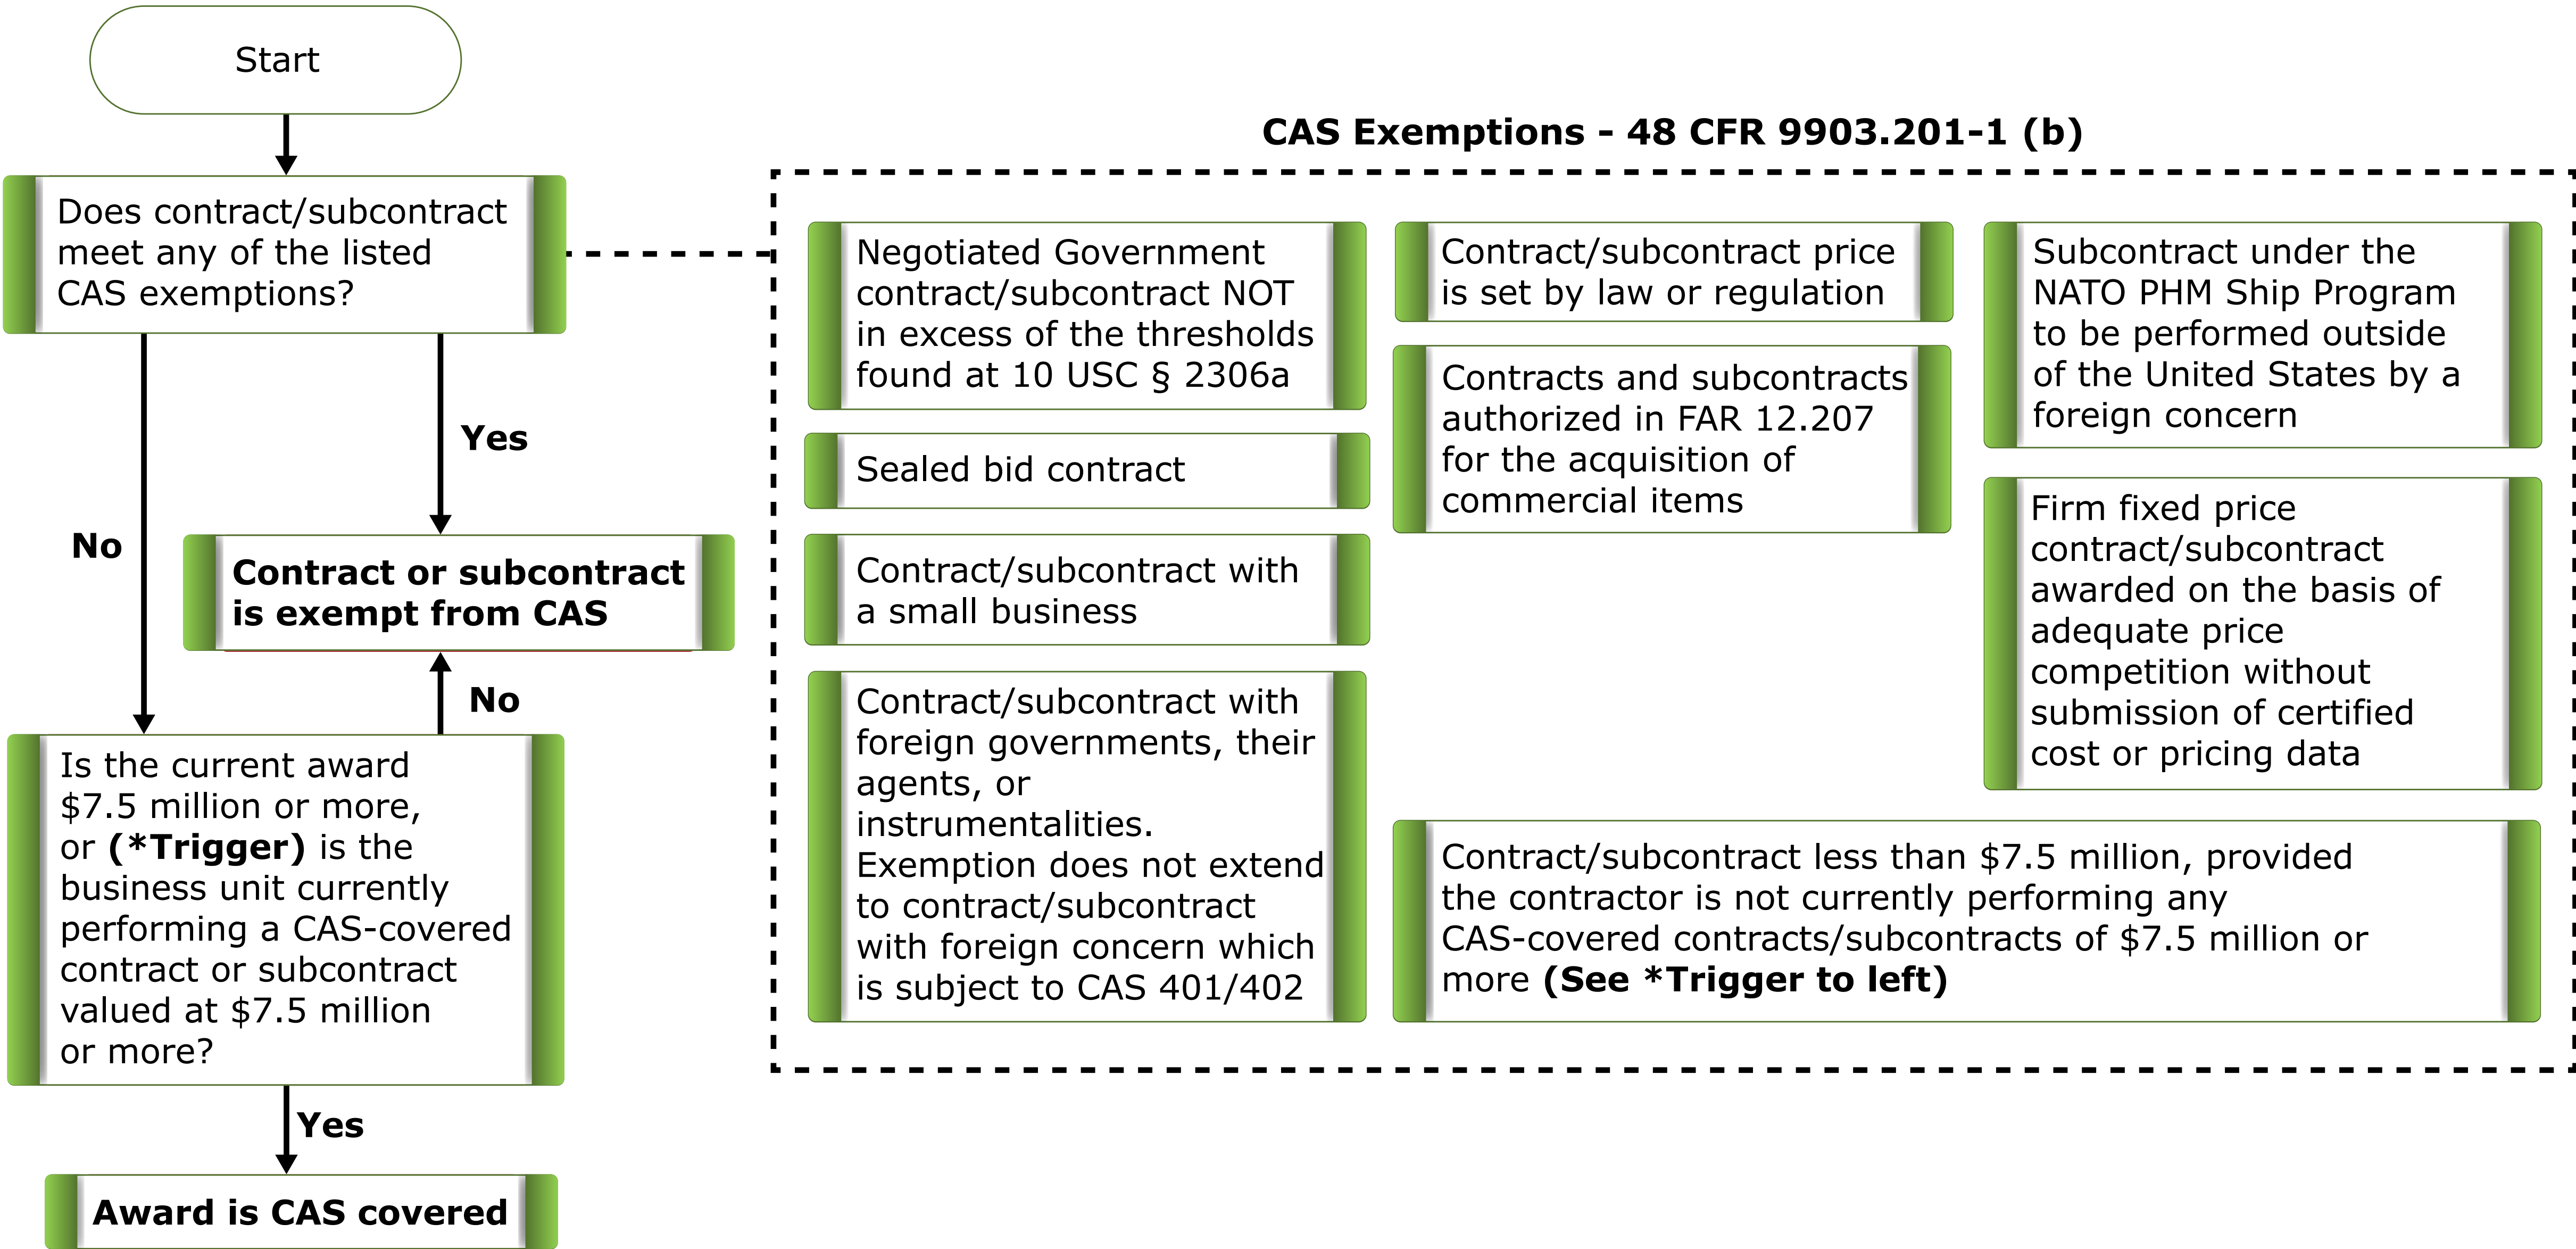 Start
Does contract/subcontract
meet any of the listed
CAS exemptions?
No
Yes
Contract or subcontract
is exempt from CAS
No
Is the current award
$7.5 million or more,
or (*Trigger) is the
business unit currently
performing a CAS-covered
contract or subcontract
valued at $7.5 million
or more?
Yes
Award is CAS covered
CAS Exemptions - 48 CFR 9903.201-1 (b)
Negotiated Government
contract/subcontract NOT
in excess of the thresholds
found at 10 USC § 2306a
Sealed bid contract
Contract/subcontract with
a small business
Contract/subcontract with
foreign governments, their
agents, or
instrumentalities.
Exemption does not extend
to contract/subcontract
with foreign concern which
is subject to CAS 401/402
Contract/subcontract price
is set by law or regulation
Contracts and subcontracts
authorized in FAR 12.207
for the acquisition of
commercial items
Subcontract under the
NATO PHM Ship Program
to be performed outside
of the United States by a
foreign concern
Firm fixed price
contract/subcontract
awarded on the basis of
adequate price
competition without
submission of certified
cost or pricing data
Contract/subcontract less than $7.5 million, provided
the contractor is not currently performing any
CAS-covered contracts/subcontracts of $7.5 million or
more (See *Trigger to left)